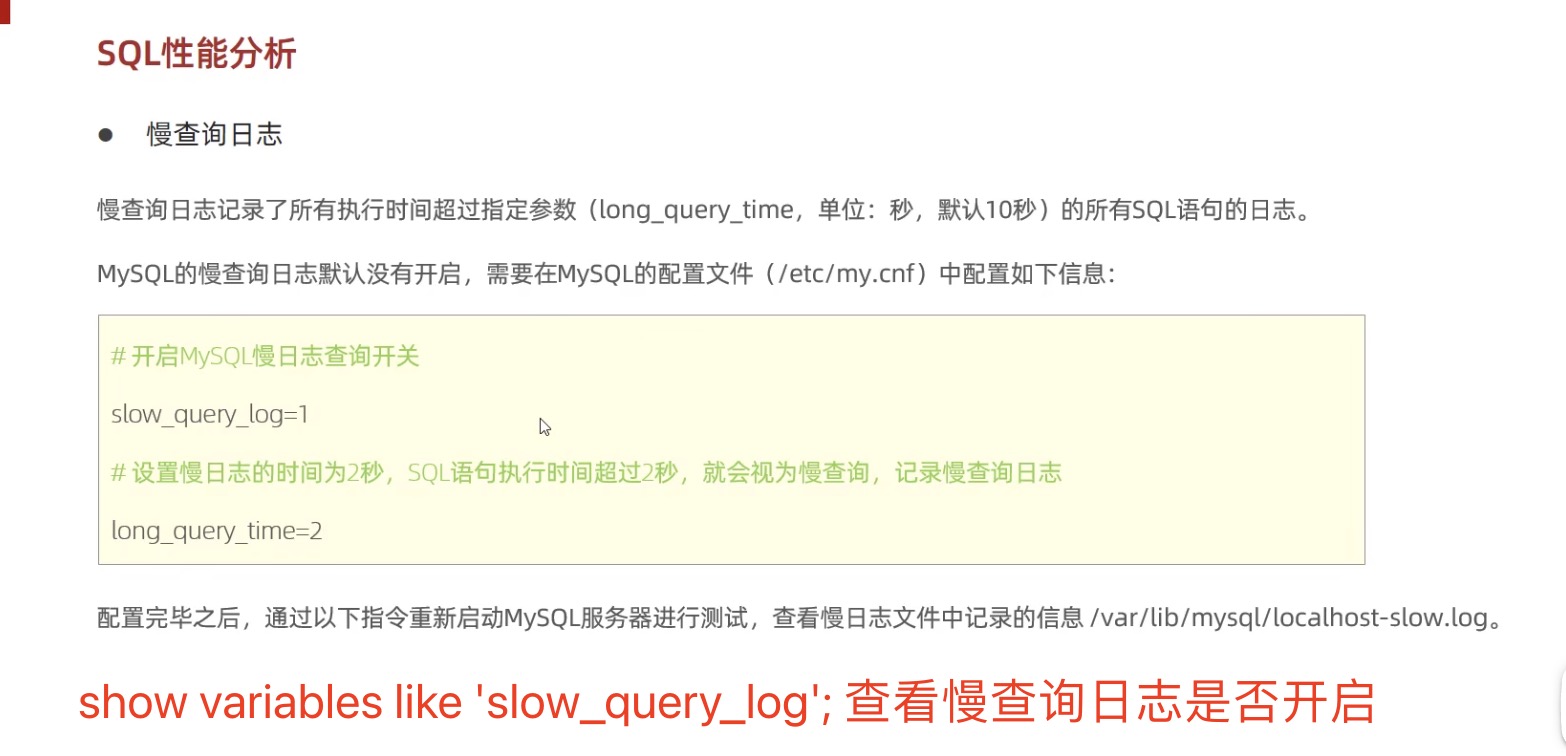 SQL性能分析
● 慢查询日志
慢查询日志记录了所有执行时间超过指定参数（long_query_time，单位：秒，默认10秒）的所有SQL语句的日志。
MySQL的慢查询日志默认没有开启，需要在MySQL的配置文件（/etc/my.cnf）中配置如下信息：
# 开启MySQL慢日志查询开关
slow_query_log=1
# 设置慢日志的时间为2秒，SQL语句执行时间超过2秒，就会视为慢查询，记录慢查询日志
long_query_time=2
配置完毕之后，通过以下指令重新启动MySQL服务器进行测试，查看慢日志文件中记录的信息 /var/lib/mysql/localhost-slow.log。
show variables like 'slow_query_log'; 查看慢查询日志是否开启